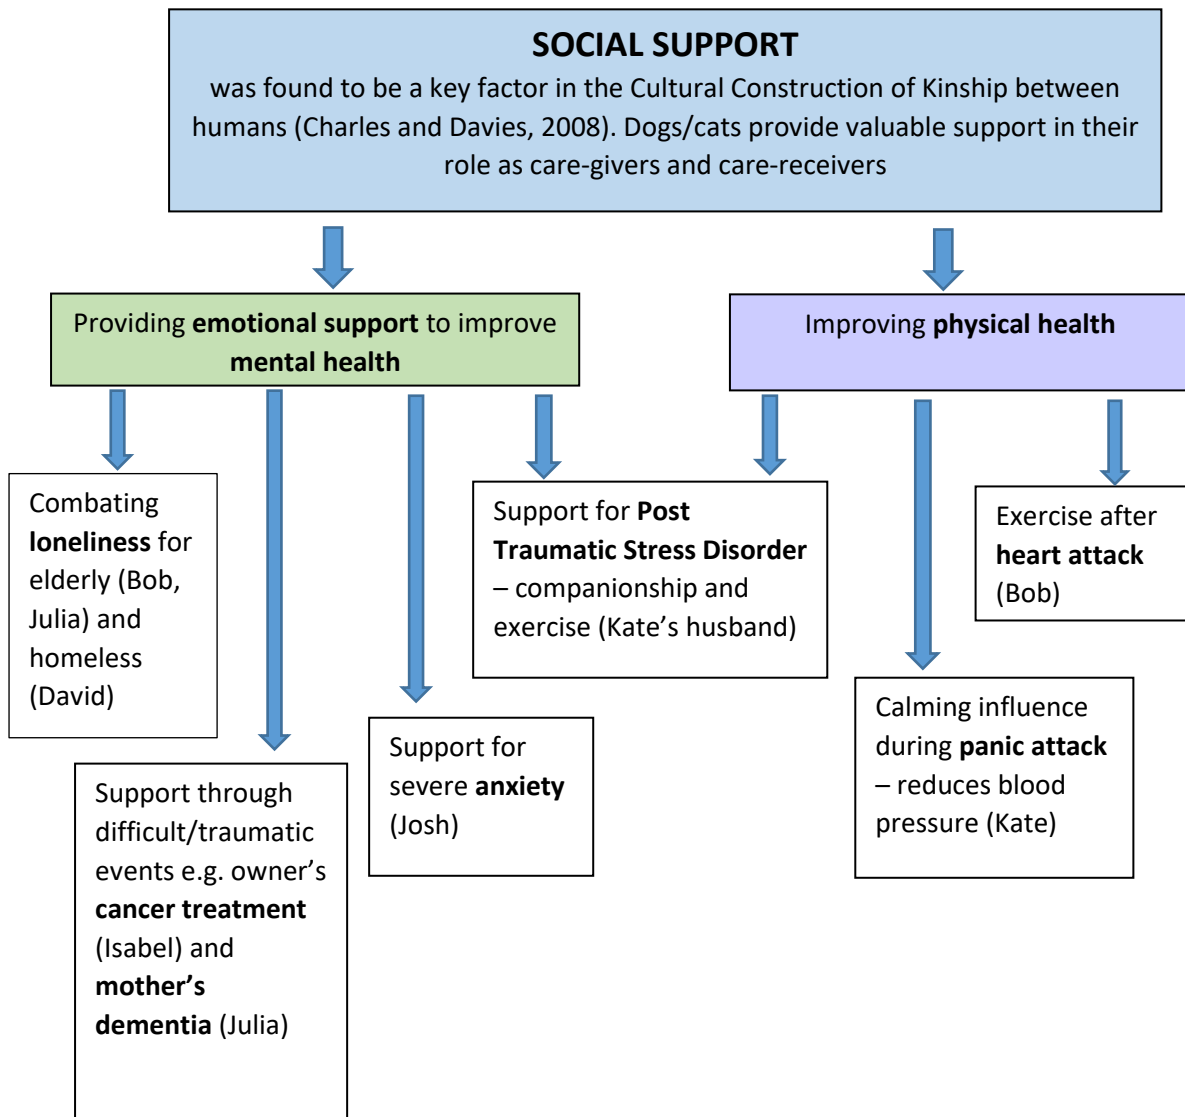 SOCIAL SUPPORT
was found to be a key factor in the Cultural Construction of Kinship between
humans (Charles and Davies, 2008). Dogs/cats provide valuable support in their
role as care-givers and care-receivers
Providing emotional support to improve
mental health
Improving physical health
Combating
loneliness for
elderly (Bob,
Julia) and
homeless
(David)
Support through
difficult/traumatic
events e.g. owner’s
cancer treatment
(Isabel) and
mother’s
dementia (Julia)
Support for
severe anxiety
(Josh)
Support for Post
Traumatic Stress Disorder
– companionship and
exercise (Kate’s husband)
Calming influence
during panic attack
– reduces blood
pressure (Kate)
Exercise after
heart attack
(Bob)